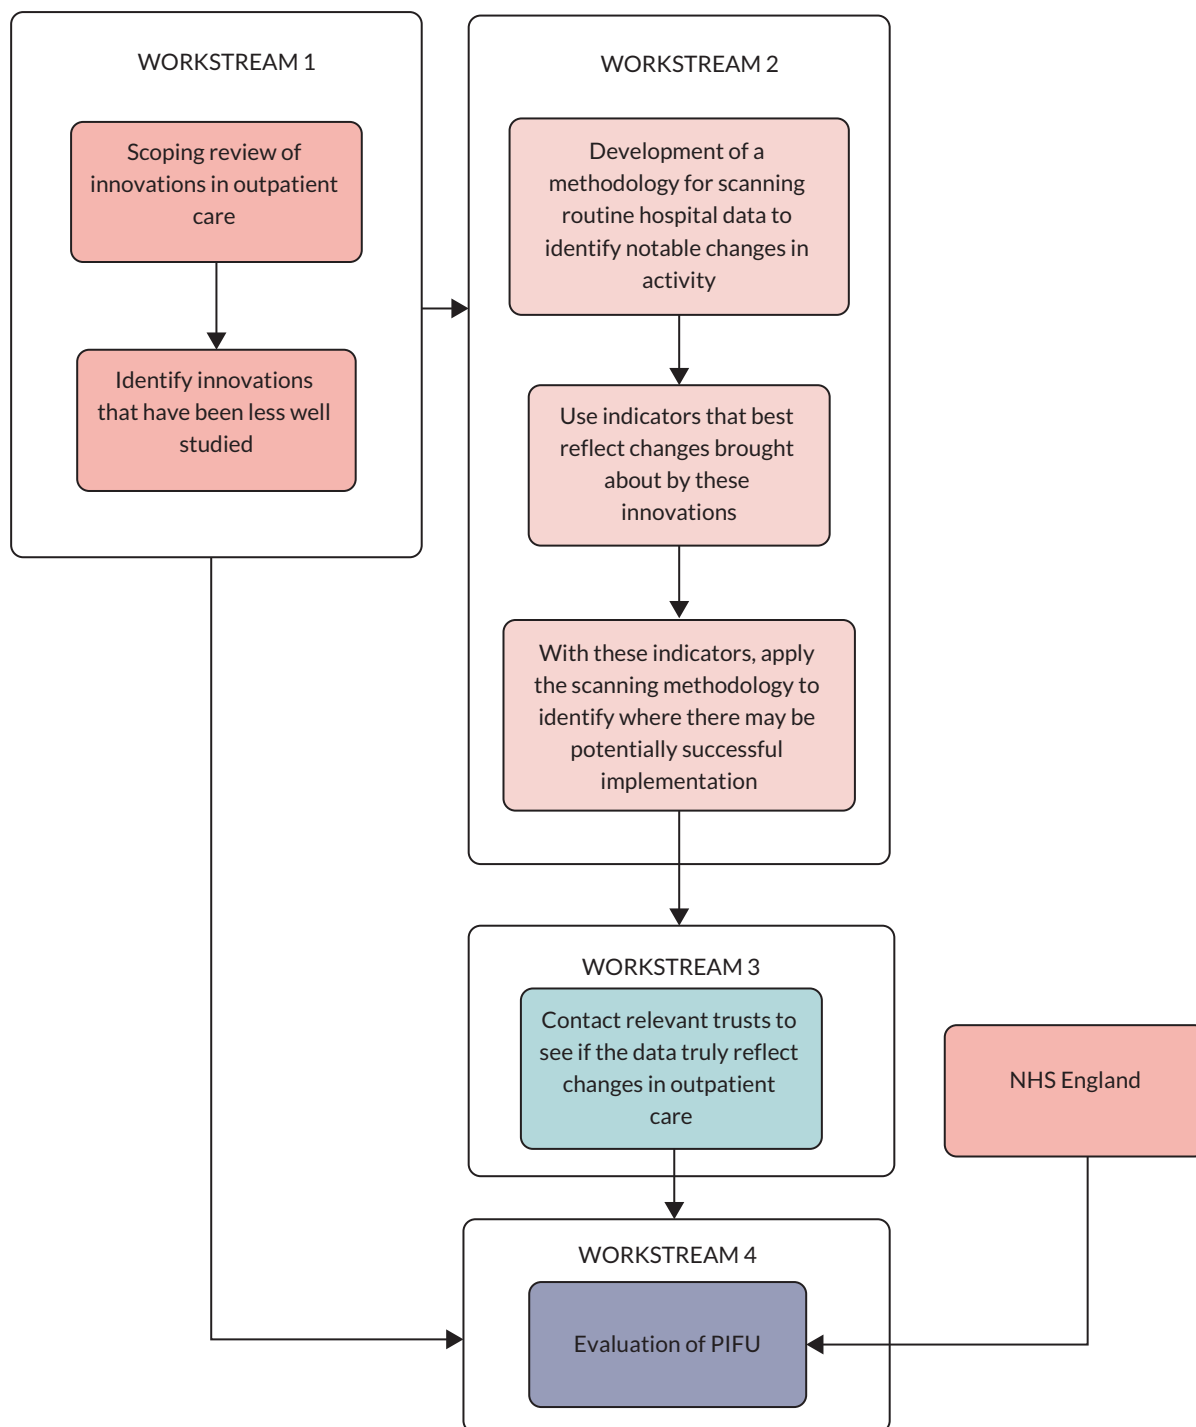 WORKSTREAM 1
Scoping review of
innovations in outpatient
care
Identify innovations
that have been less well
studied
WORKSTREAM 2
Development of a
methodology for scanning
routine hospital data to
identify notable changes in
activity
Use indicators that best
reflect changes brought
about by these
innovations
With these indicators, apply
the scanning methodology to
identify where there may be
potentially successful
implementation
WORKSTREAM 3
Contact relevant trusts to
see if the data truly reflect
changes in outpatient
care
NHS England
WORKSTREAM 4
Evaluation of PIFU